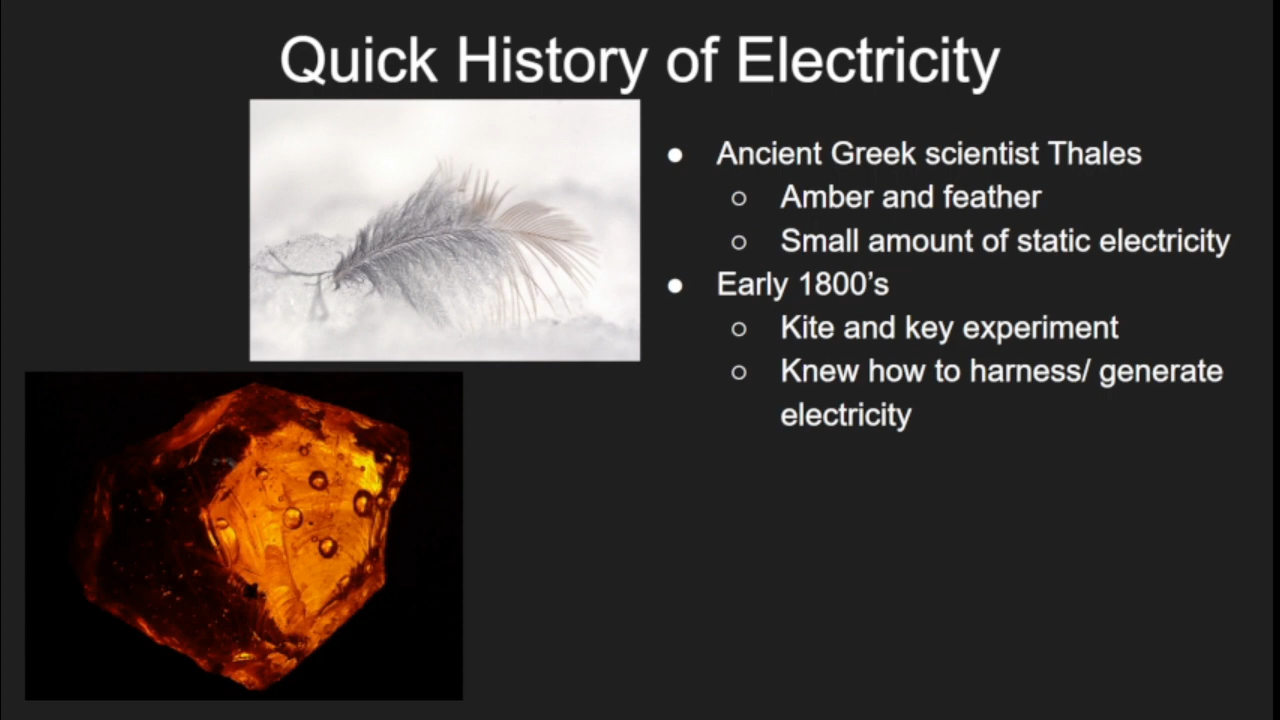 Quick History of Electricity
● Ancient Greek scientist Thales
○ Amber and feather
○ Small amount of static electricity
● Early 1800’s
○ Kite and key experiment
○ Knew how to harness/ generate
electricity